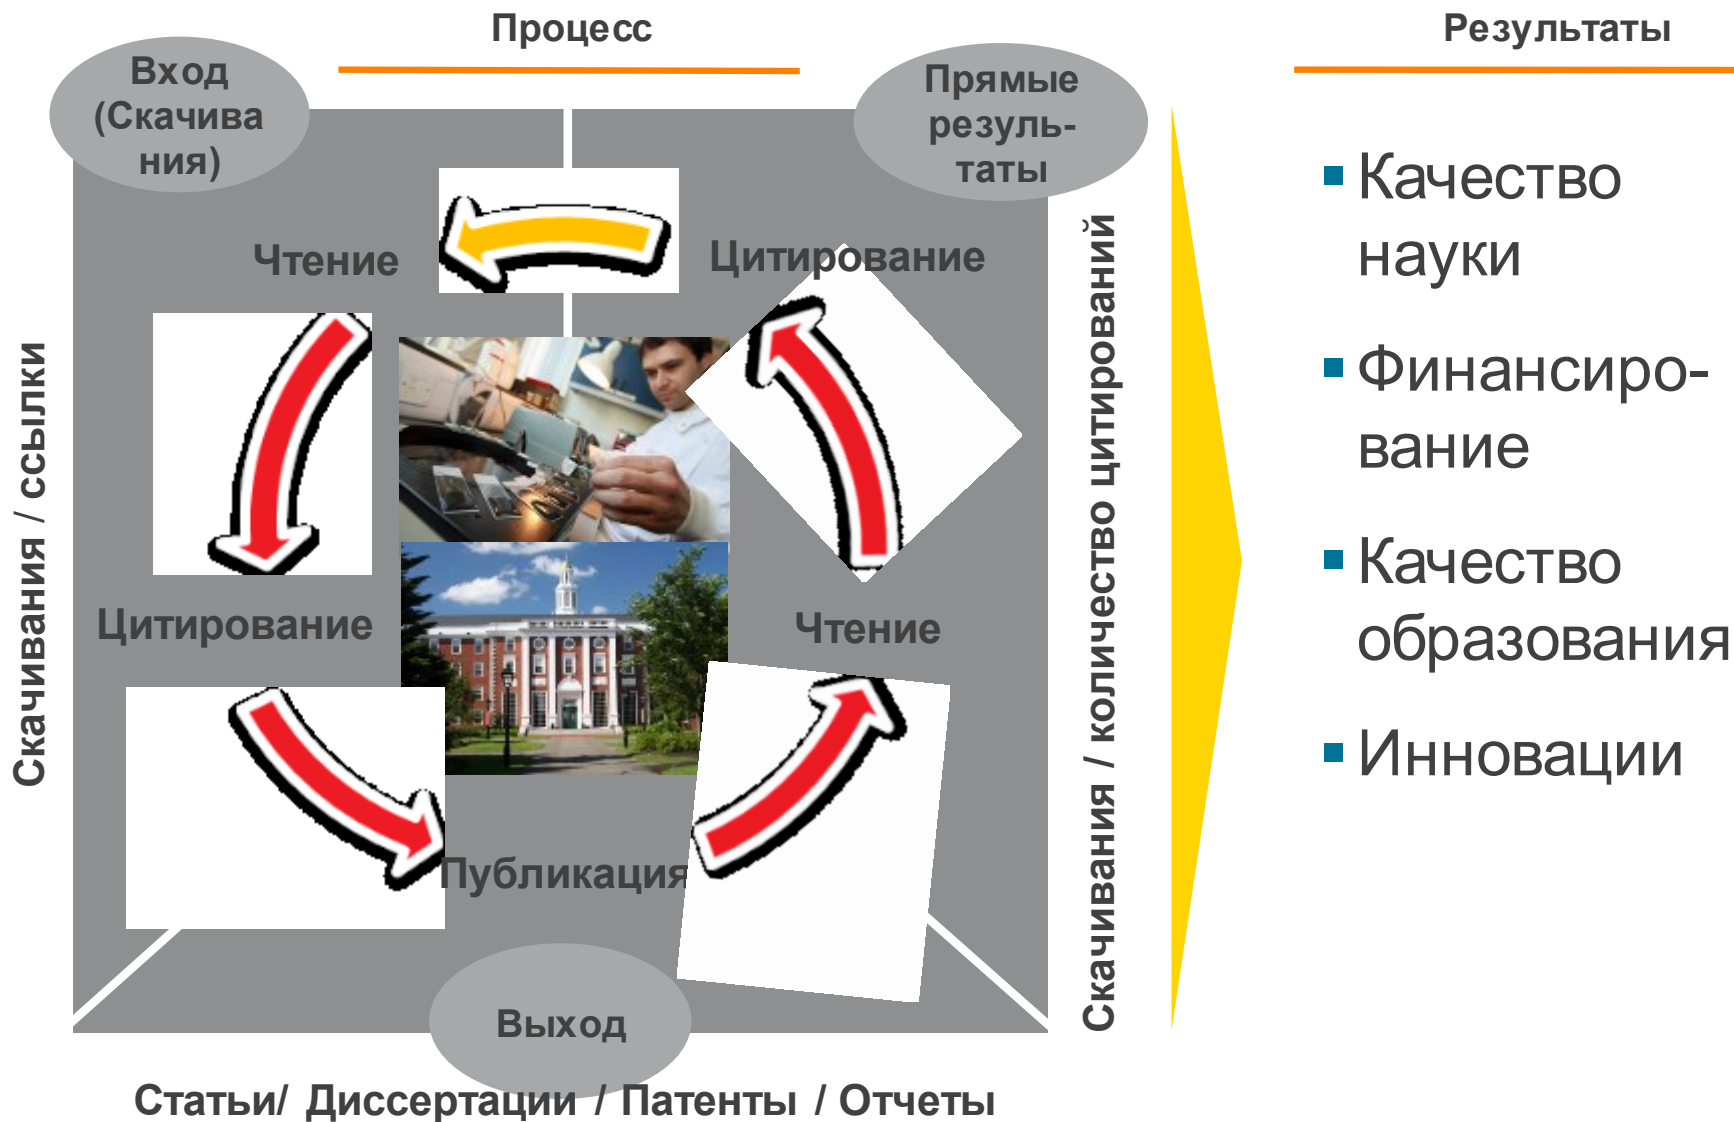 Процесс
Результаты
Вход
(Скачива
ния)
Прямые
резуль-
таты
Чтение
Цитирование
Скачивания / ссылки
Цитирование
Чтение
Скачивания / количество цитирований
Публикация
Выход
Статьи/ Диссертации / Патенты / Отчеты
Качество
науки
Финансиро-
вание
Качество
образования
Инновации